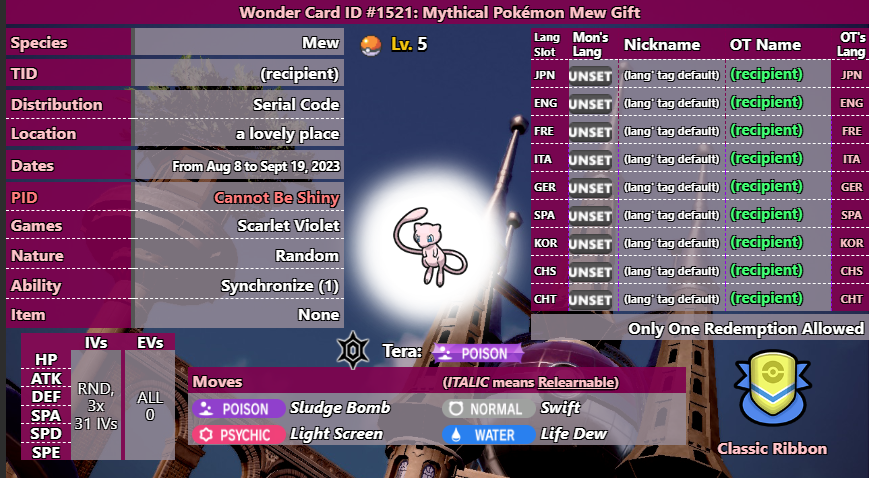 Wonder Card ID #1521: Mythical Pokémon Mew Gift
Species Mew
TID (recipient)
Distribution Serial Code
Location a lovely place
Dates From Aug 8 to Sept 19, 2023
PID Cannot Be Shiny
Games Scarlet Violet
Nature Random
Ability Synchronize (1)
Item None
Lv. 5
Lang Slot Mon's Lang Nickname OT Name OT's Lang
JPN UNSET (lang' tag default) (recipient) JPN
ENG UNSET (lang' tag default) (recipient) ENG
FRE UNSET (lang' tag default) (recipient) FRE
ITA UNSET (lang' tag default) (recipient) ITA
GER UNSET (lang' tag default) (recipient) GER
SPA UNSET (lang' tag default) (recipient) SPA
KOR UNSET (lang' tag default) (recipient) KOR
CHS UNSET (lang' tag default) (recipient) CHS
CHT UNSET (lang' tag default) (recipient) CHT
Only One Redemption Allowed
IVs EVs
HP
ATK
DEF
SPA
SPD
SPE
RND,
3x
31 IVs
ALL
0
Tera: POISON
Moves (ITALIC means Relearnable)
POISON Sludge Bomb NORMAL Swift
PSYCHIC Light Screen WATER Life Dew
Classic Ribbon